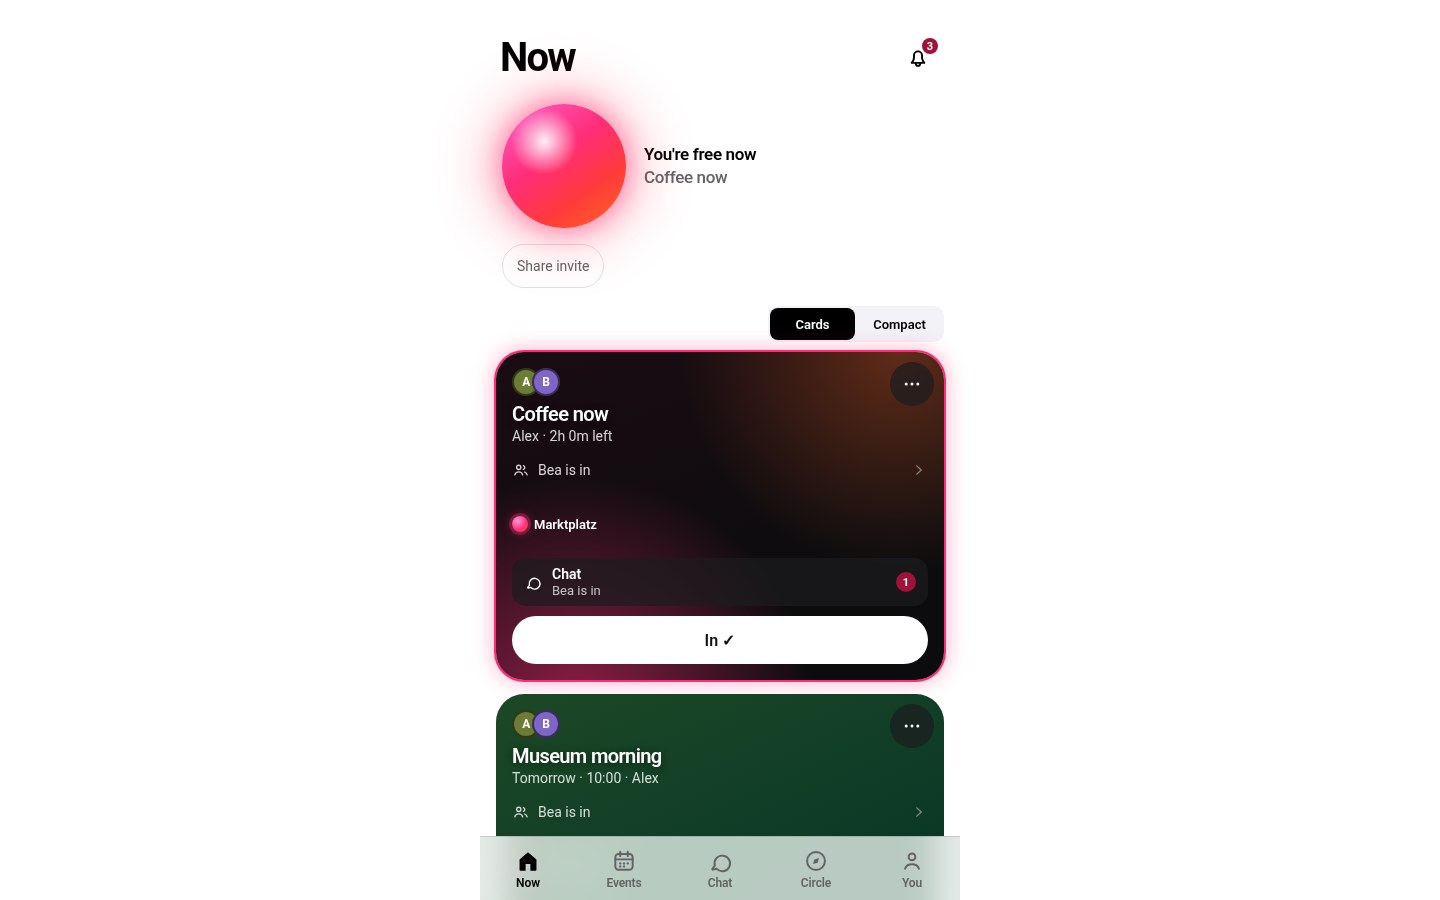 Now
3
You're free now
Coffee now
Share invite
Cards Compact
A B
Coffee now
Alex · 2h 0m left
Bea is in
Marktplatz
Chat
Bea is in
1
In ✓
A B
Museum morning
Tomorrow · 10:00 · Alex
Bea is in
Now Events Chat Circle You